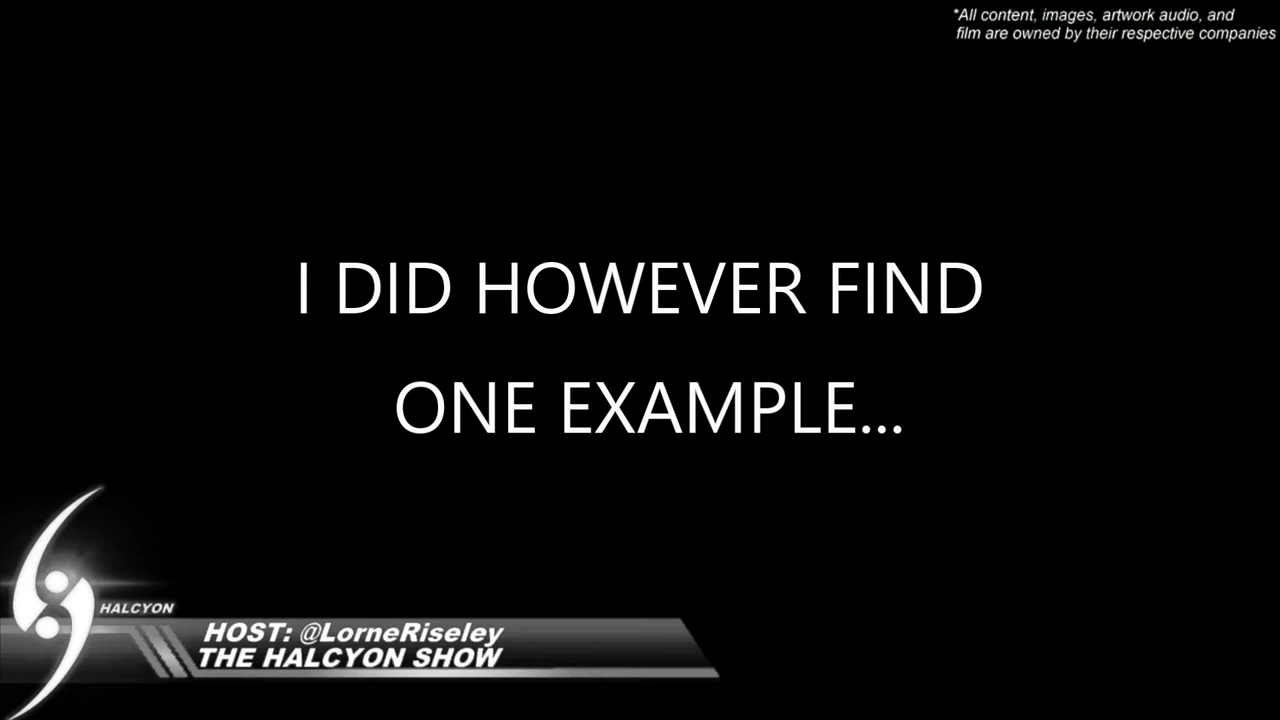 *All content, images, artwork audio, and
film are owned by their respective companies
I DID HOWEVER FIND
ONE EXAMPLE...
HALCYON
HOST: @LorneRiseley
THE HALCYON SHOW